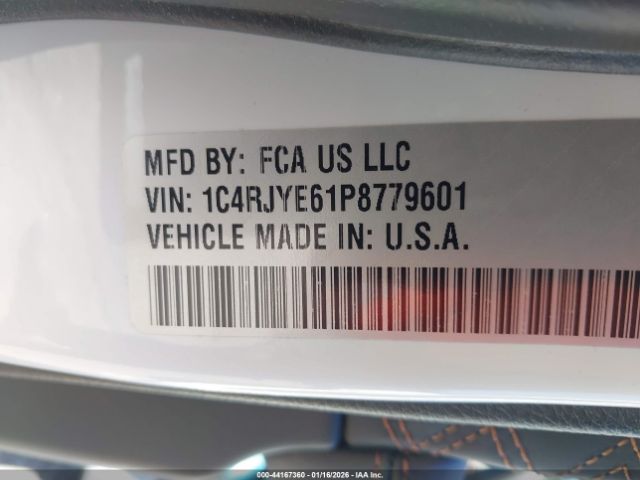 MFD BY: FCA US LLC
VIN: 1C4RJYE61P8779601
VEHICLE MADE IN: U.S.A.
000-44167360 - 01/16/2026 - IAA Inc.